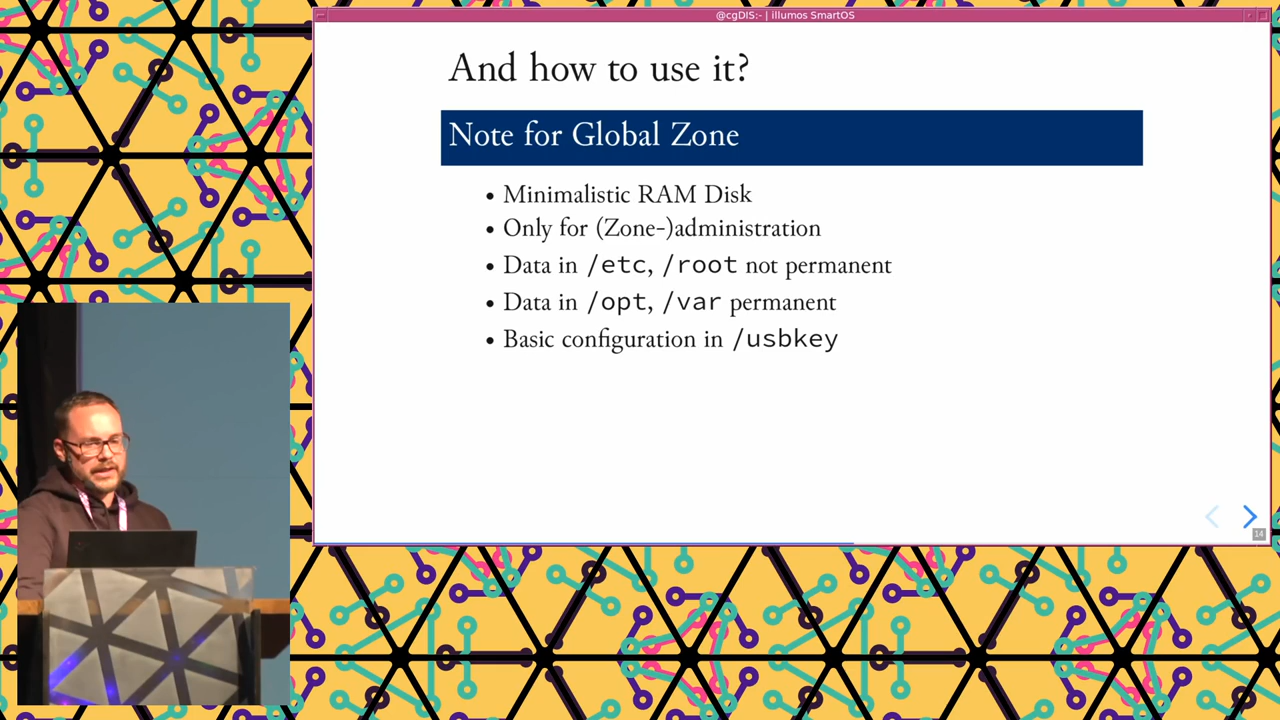 @cgDIS:~ | illumos SmartOS
And how to use it?
Note for Global Zone
• Minimalistic RAM Disk
• Only for (Zone-)administration
• Data in /etc, /root not permanent
• Data in /opt, /var permanent
• Basic configuration in /usbkey
14